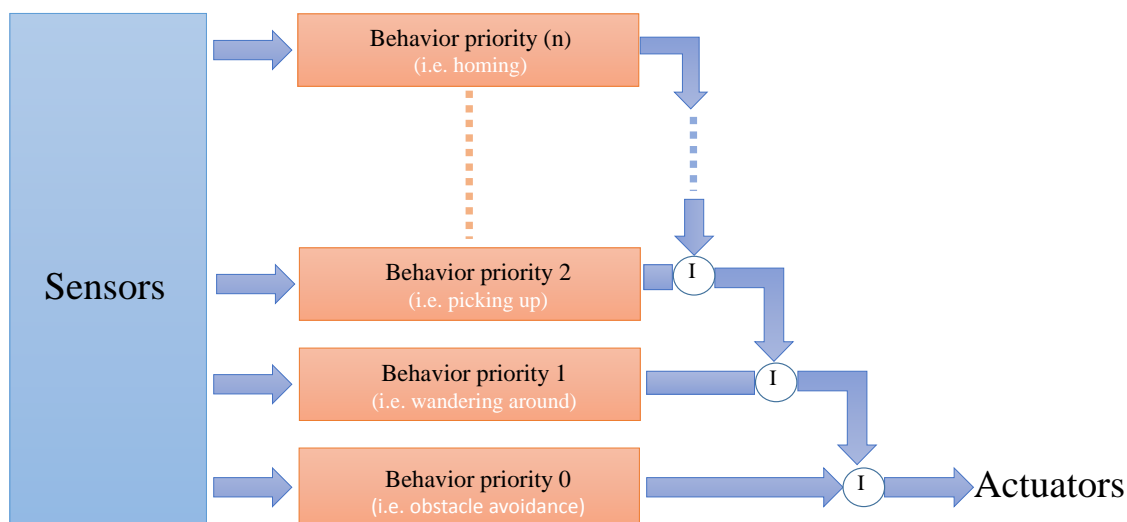 Behavior priority (n)
(i.e. homing)
Sensors
Behavior priority 2
(i.e. picking up)
I
Behavior priority 1
(i.e. wandering around)
I
Behavior priority 0
(i.e. obstacle avoidance)
I
Actuators